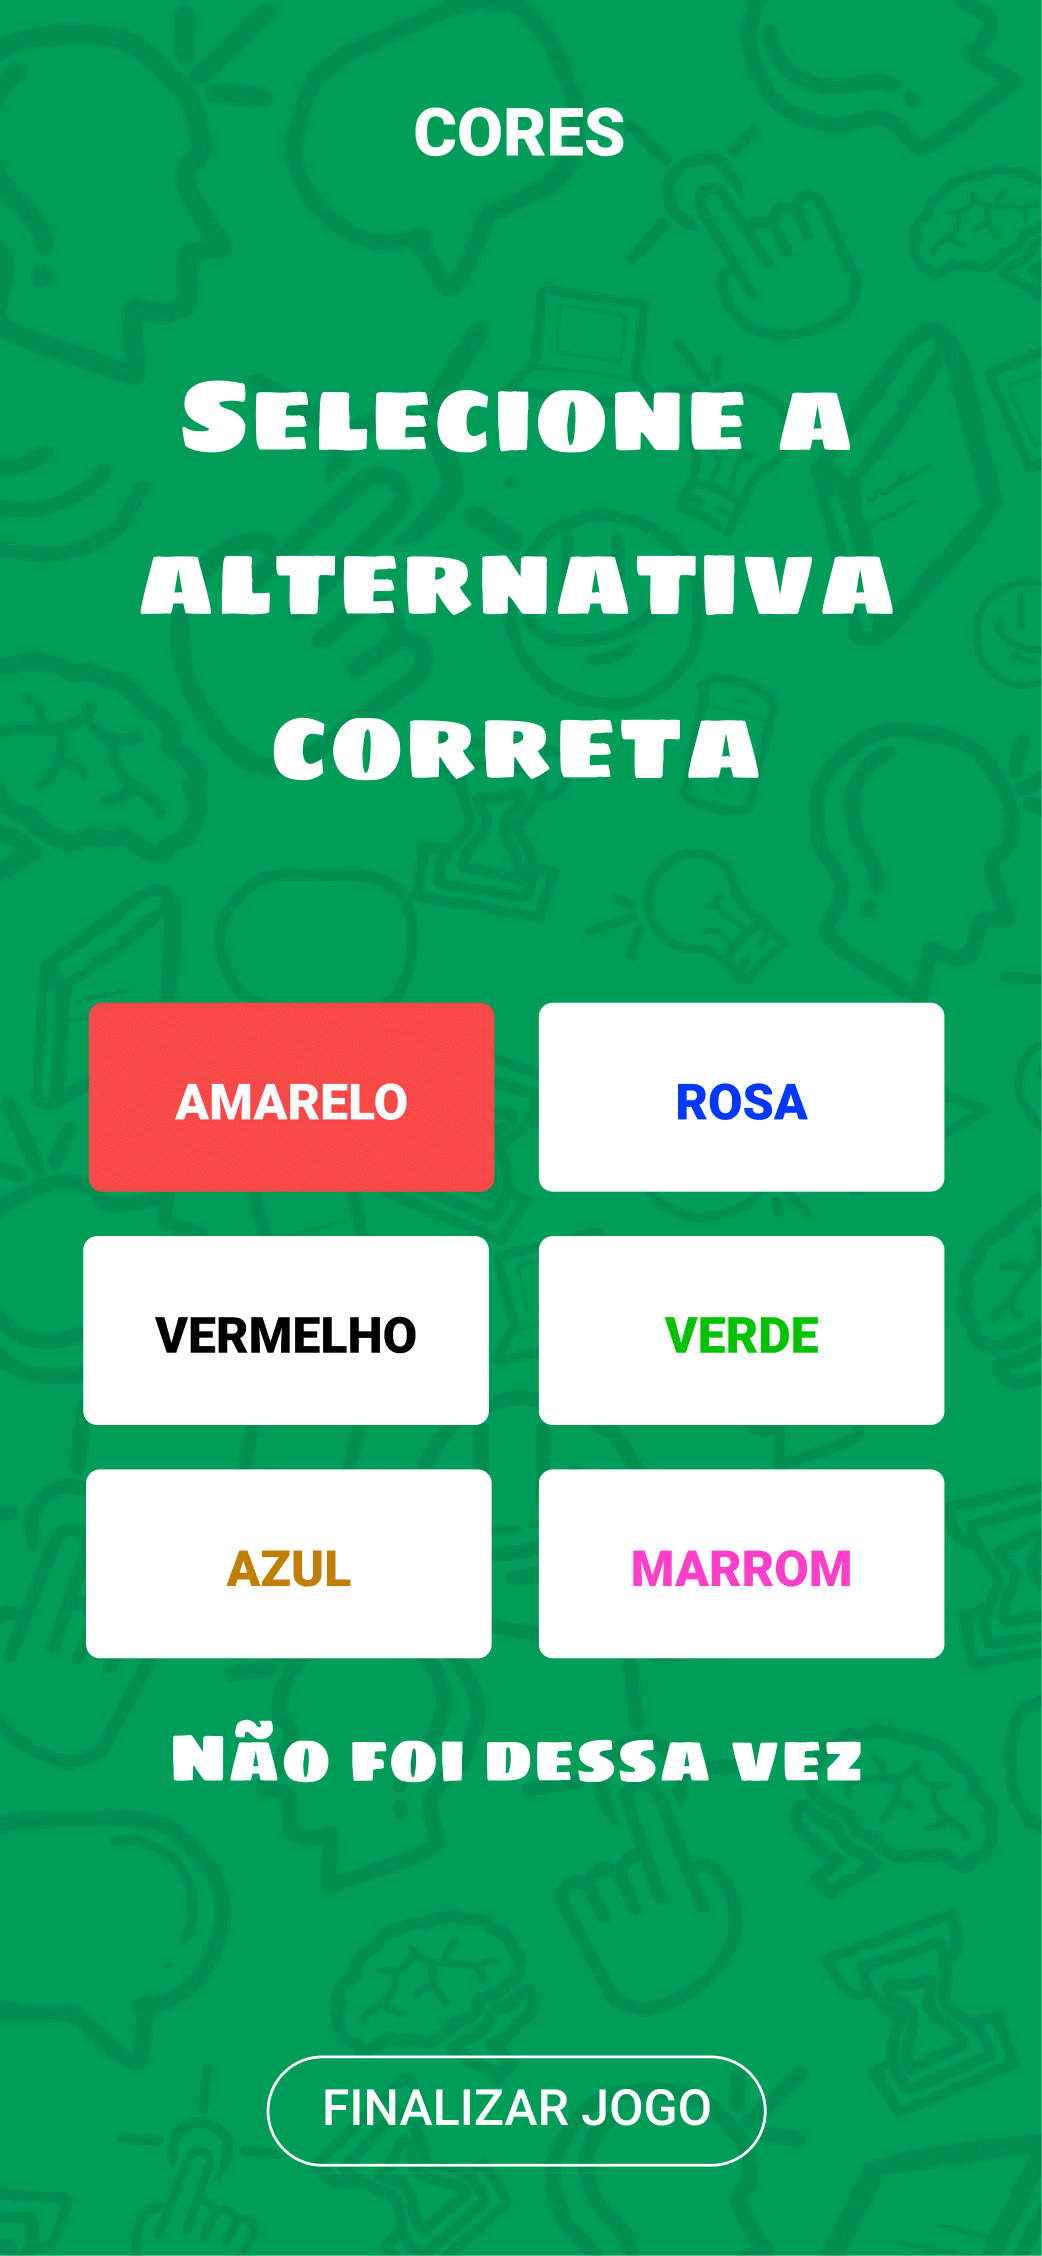 CORES
SELECIONE A
ALTERNATIVA
CORRETA
AMARELO
ROSA
VERMELHO
VERDE
AZUL
MARROM
NÃO FOI DESSA VEZ
FINALIZAR JOGO